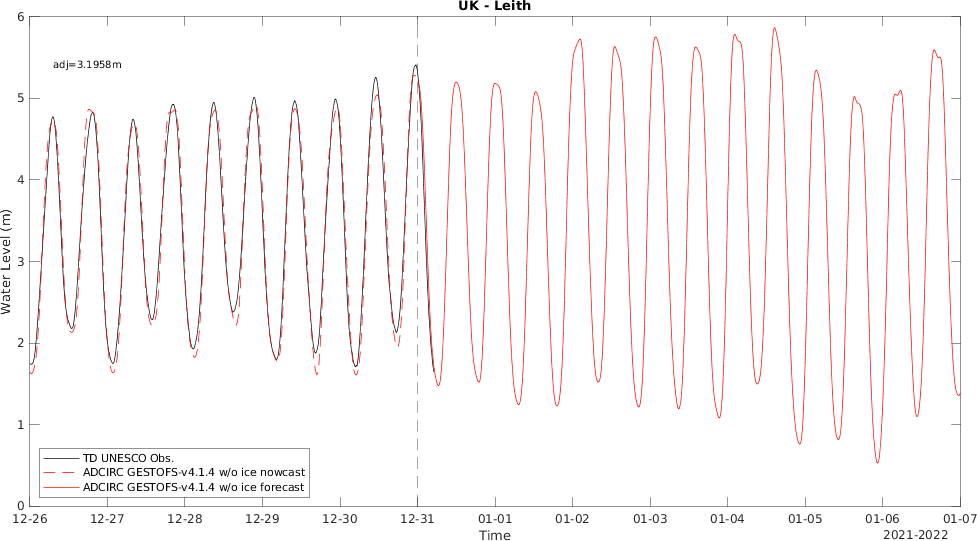 UK - Leith
adj=3.1958m
6
5
4
3
2
1
0
Water Level (m)
TD UNESCO Obs.
ADCIRC GESTOFS-v4.1.4 w/o ice nowcast
ADCIRC GESTOFS-v4.1.4 w/o ice forecast
12-26 12-27 12-28 12-29 12-30 12-31 01-01 01-02 01-03 01-04 01-05 01-06 01-07
Time
2021-2022